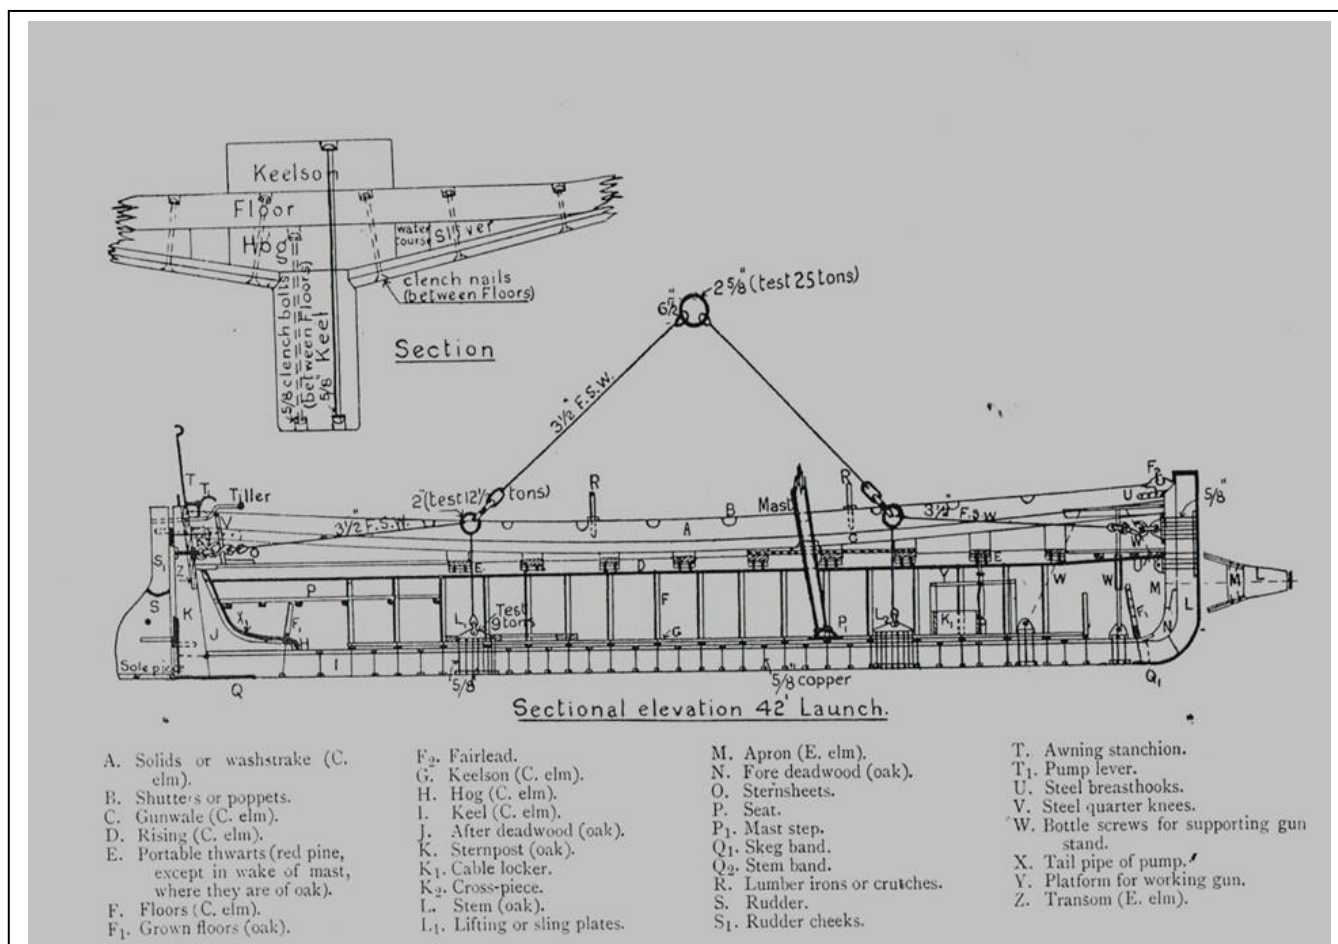 Keelson
Floor
Hog
water
course
Sliver
clench nails
(between Floors)
5/8 clench bolts
(between Floors)
5/8" Keel
Section
6 1/2"
2 5/8" (test 25 tons)
3 1/2" F.S.W.
T
T₁
Tiller
2" (test 12 1/2 tons)
3 1/2" F.S.W.
R
B
Mast
R
A
C
3 1/2" F.S.W.
F₂
U
5/8"
V
S₁
Z
E
D
E
W
W
W
M
M
L
S
K
P
F
Y
X
F₁
L₁
Test
9 tons
P₁
L₂
K₁
F₁
N
L
J
H
G
I
Sole piece
Q
5/8"
5/8" copper
Q₁
Sectional elevation 42' Launch.
A. Solids or washstrake (C.
elm).
B. Shutters or poppets.
C. Gunwale (C. elm).
D. Rising (C. elm).
E. Portable thwarts (red pine,
except in wake of mast,
where they are of oak).
F. Floors (C. elm).
F₁. Grown floors (oak).
F₂. Fairlead.
G. Keelson (C. elm).
H. Hog (C. elm).
I. Keel (C. elm).
J. After deadwood (oak).
K. Sternpost (oak).
K₁. Cable locker.
K₂. Cross-piece.
L. Stem (oak).
L₁. Lifting or sling plates.
M. Apron (E. elm).
N. Fore deadwood (oak).
O. Sternsheets.
P. Seat.
P₁. Mast step.
Q₁. Skeg band.
Q₂. Stem band.
R. Lumber irons or crutches.
S. Rudder.
S₁. Rudder cheeks.
T. Awning stanchion.
T₁. Pump lever.
U. Steel breasthooks.
V. Steel quarter knees.
W. Bottle screws for supporting gun
stand.
X. Tail pipe of pump.
Y. Platform for working gun.
Z. Transom (E. elm).